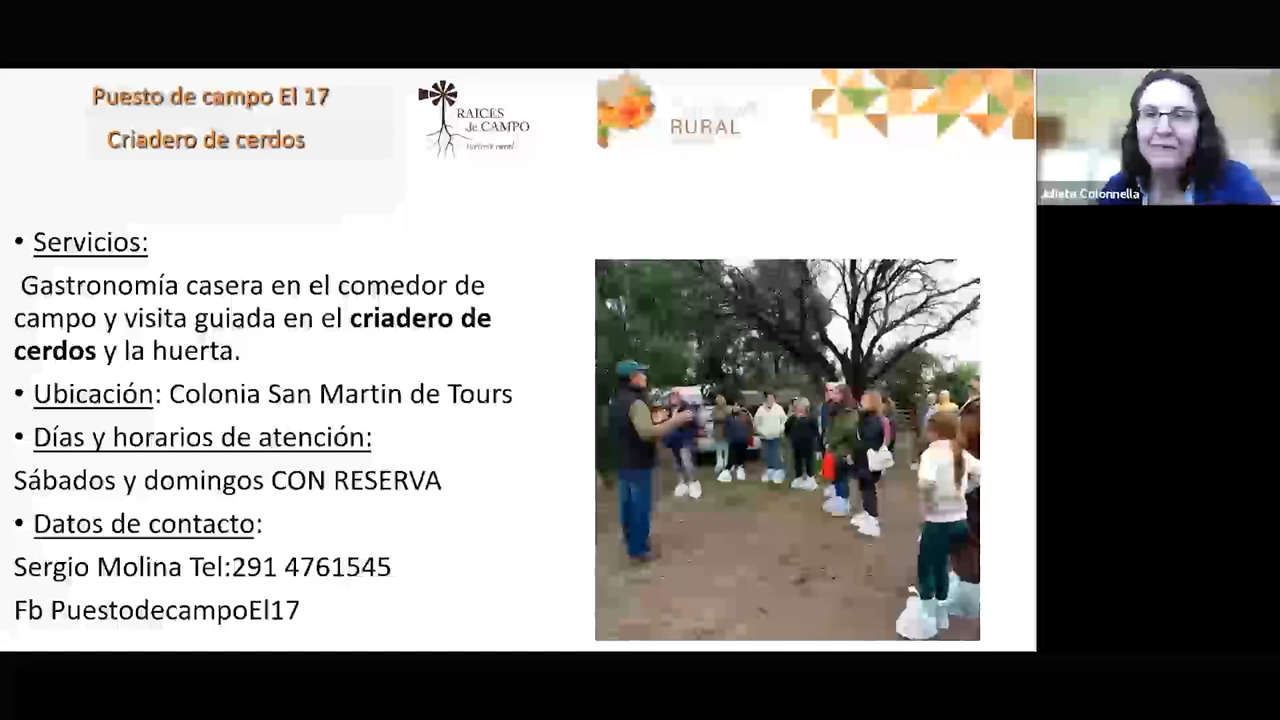 Puesto de campo El 17
Criadero de cerdos
RAICES
de CAMPO
turismo rural
RURAL
Julieta Colonnella
• Servicios:
Gastronomía casera en el comedor de
campo y visita guiada en el criadero de
cerdos y la huerta.
• Ubicación: Colonia San Martin de Tours
• Días y horarios de atención:
Sábados y domingos CON RESERVA
• Datos de contacto:
Sergio Molina Tel:291 4761545
Fb PuestodecampoEl17